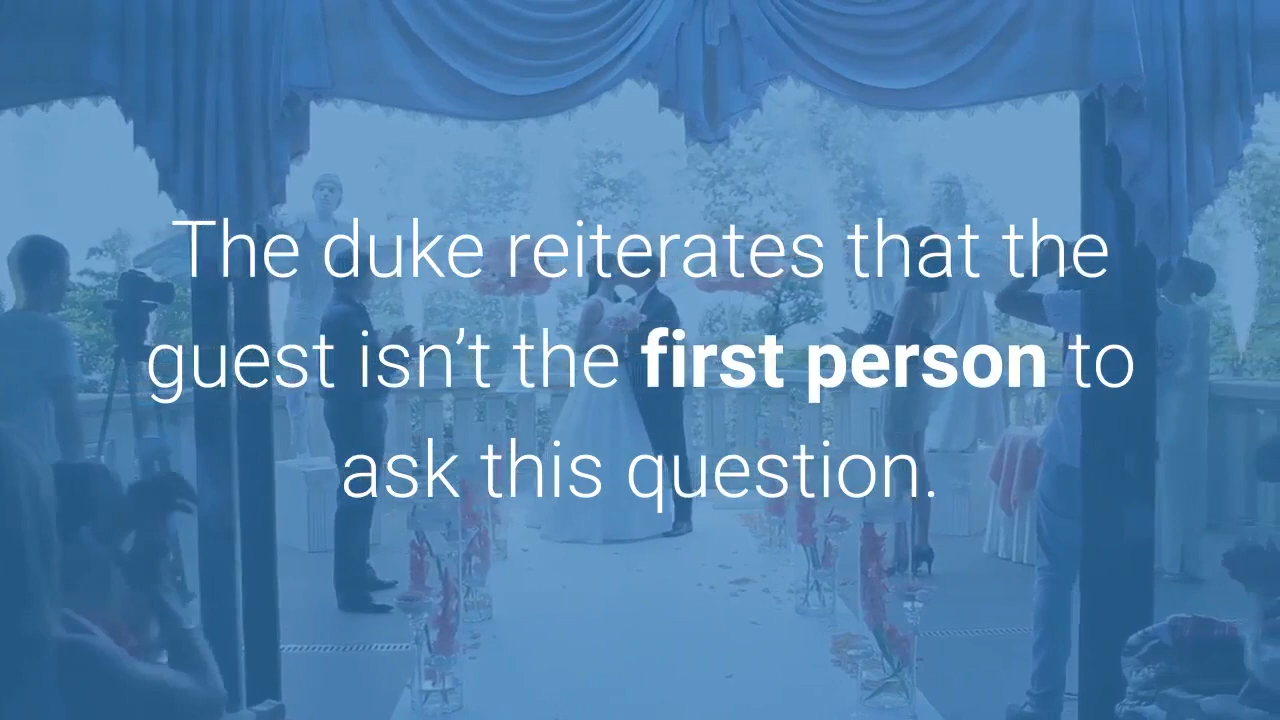 The duke reiterates that the
guest isn’t the first person to
ask this question.